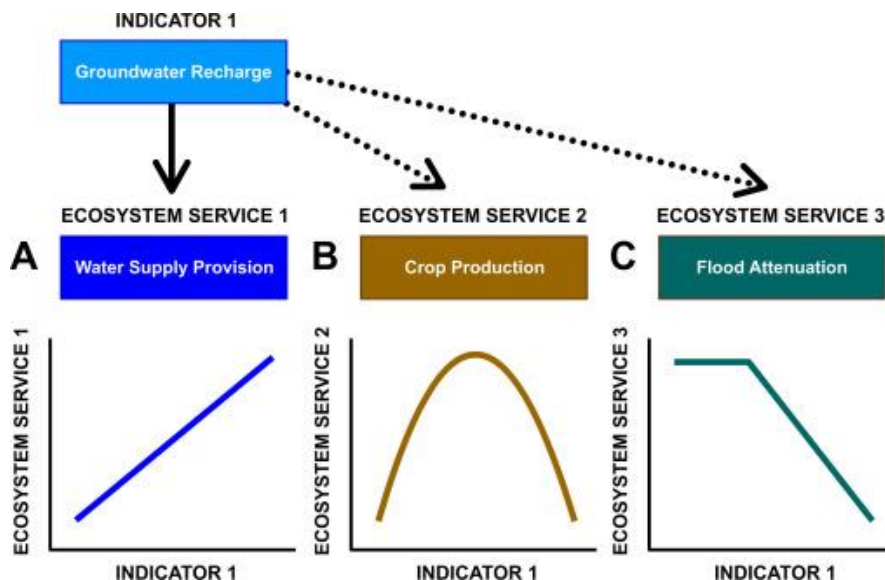 INDICATOR 1
Groundwater Recharge
ECOSYSTEM SERVICE 1
ECOSYSTEM SERVICE 2
ECOSYSTEM SERVICE 3
A
Water Supply Provision
B
Crop Production
C
Flood Attenuation
ECOSYSTEM SERVICE 1
INDICATOR 1
ECOSYSTEM SERVICE 2
INDICATOR 1
ECOSYSTEM SERVICE 3
INDICATOR 1